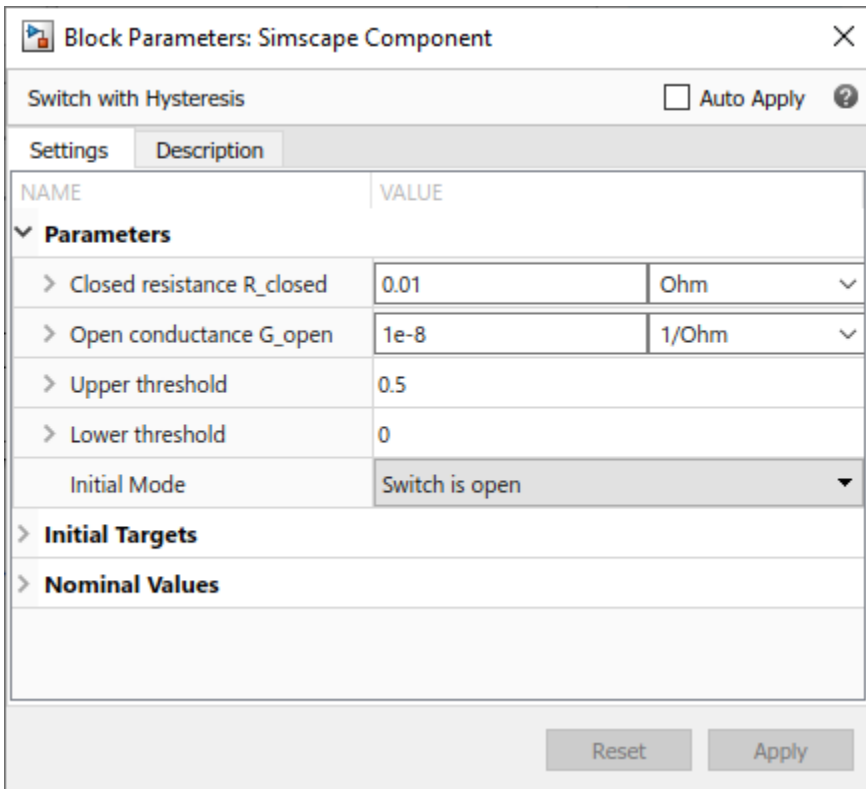 Block Parameters: Simscape Component
Switch with Hysteresis Auto Apply
Settings Description
NAME VALUE
Parameters
Closed resistance R_closed 0.01 Ohm
Open conductance G_open 1e-8 1/Ohm
Upper threshold 0.5
Lower threshold 0
Initial Mode Switch is open
Initial Targets
Nominal Values
Reset Apply